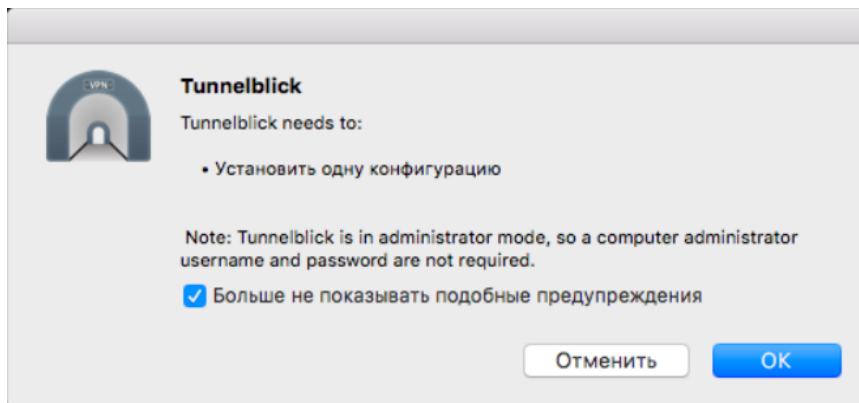 VPN
Tunnelblick
Tunnelblick needs to:
• Установить одну конфигурацию
Note: Tunnelblick is in administrator mode, so a computer administrator
username and password are not required.
Больше не показывать подобные предупреждения
Отменить
OK